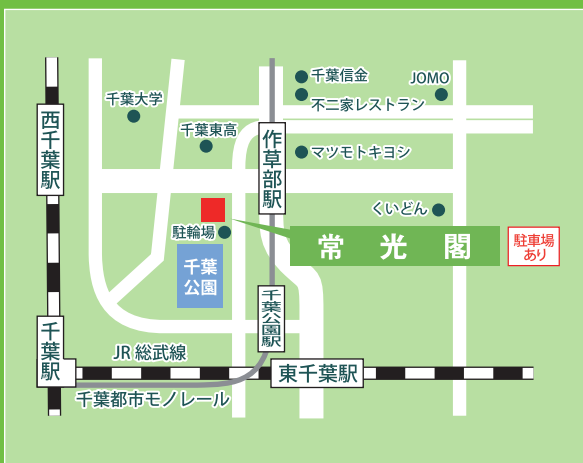 千葉信金
JOMO
千葉大学
不二家レストラン
千葉東高
西千葉駅
作草部駅
マツモトキヨシ
くいどん
駐輪場
常光閣
駐車場
あり
千葉
公園
千葉公園駅
千葉駅
JR 総武線
東千葉駅
千葉都市モノレール